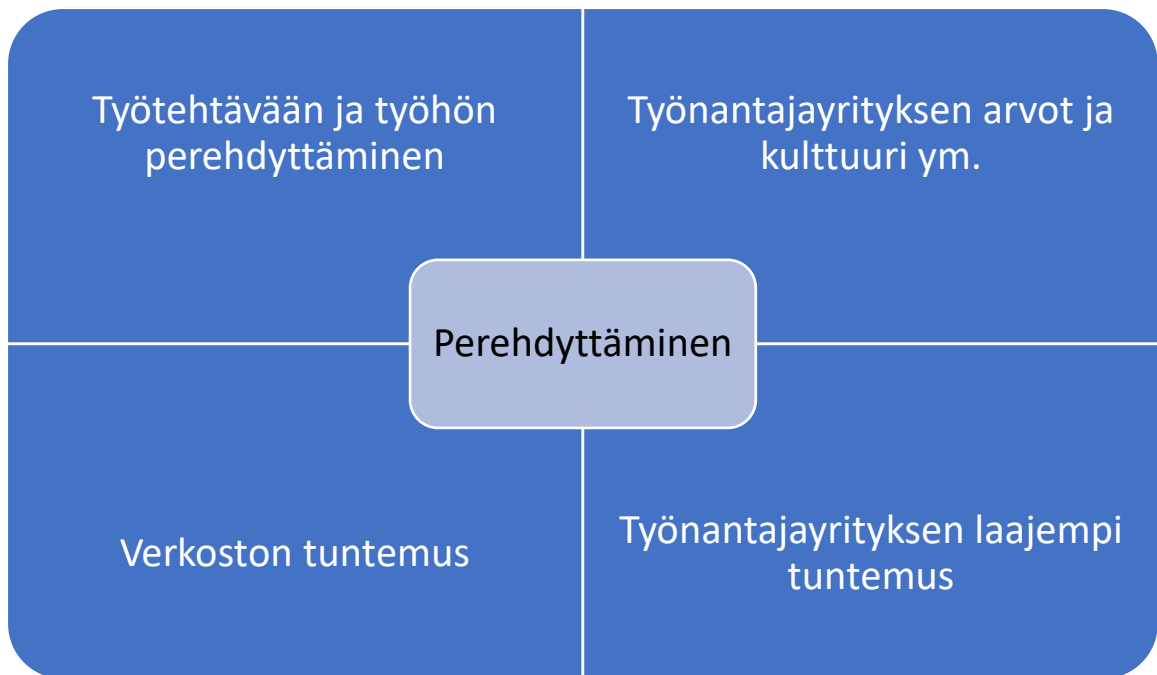 Työtehtävään ja työhön
perehdyttäminen
Työnantajayrityksen arvot ja
kulttuuri ym.
Perehdyttäminen
Verkoston tuntemus
Työnantajayrityksen laajempi
tuntemus